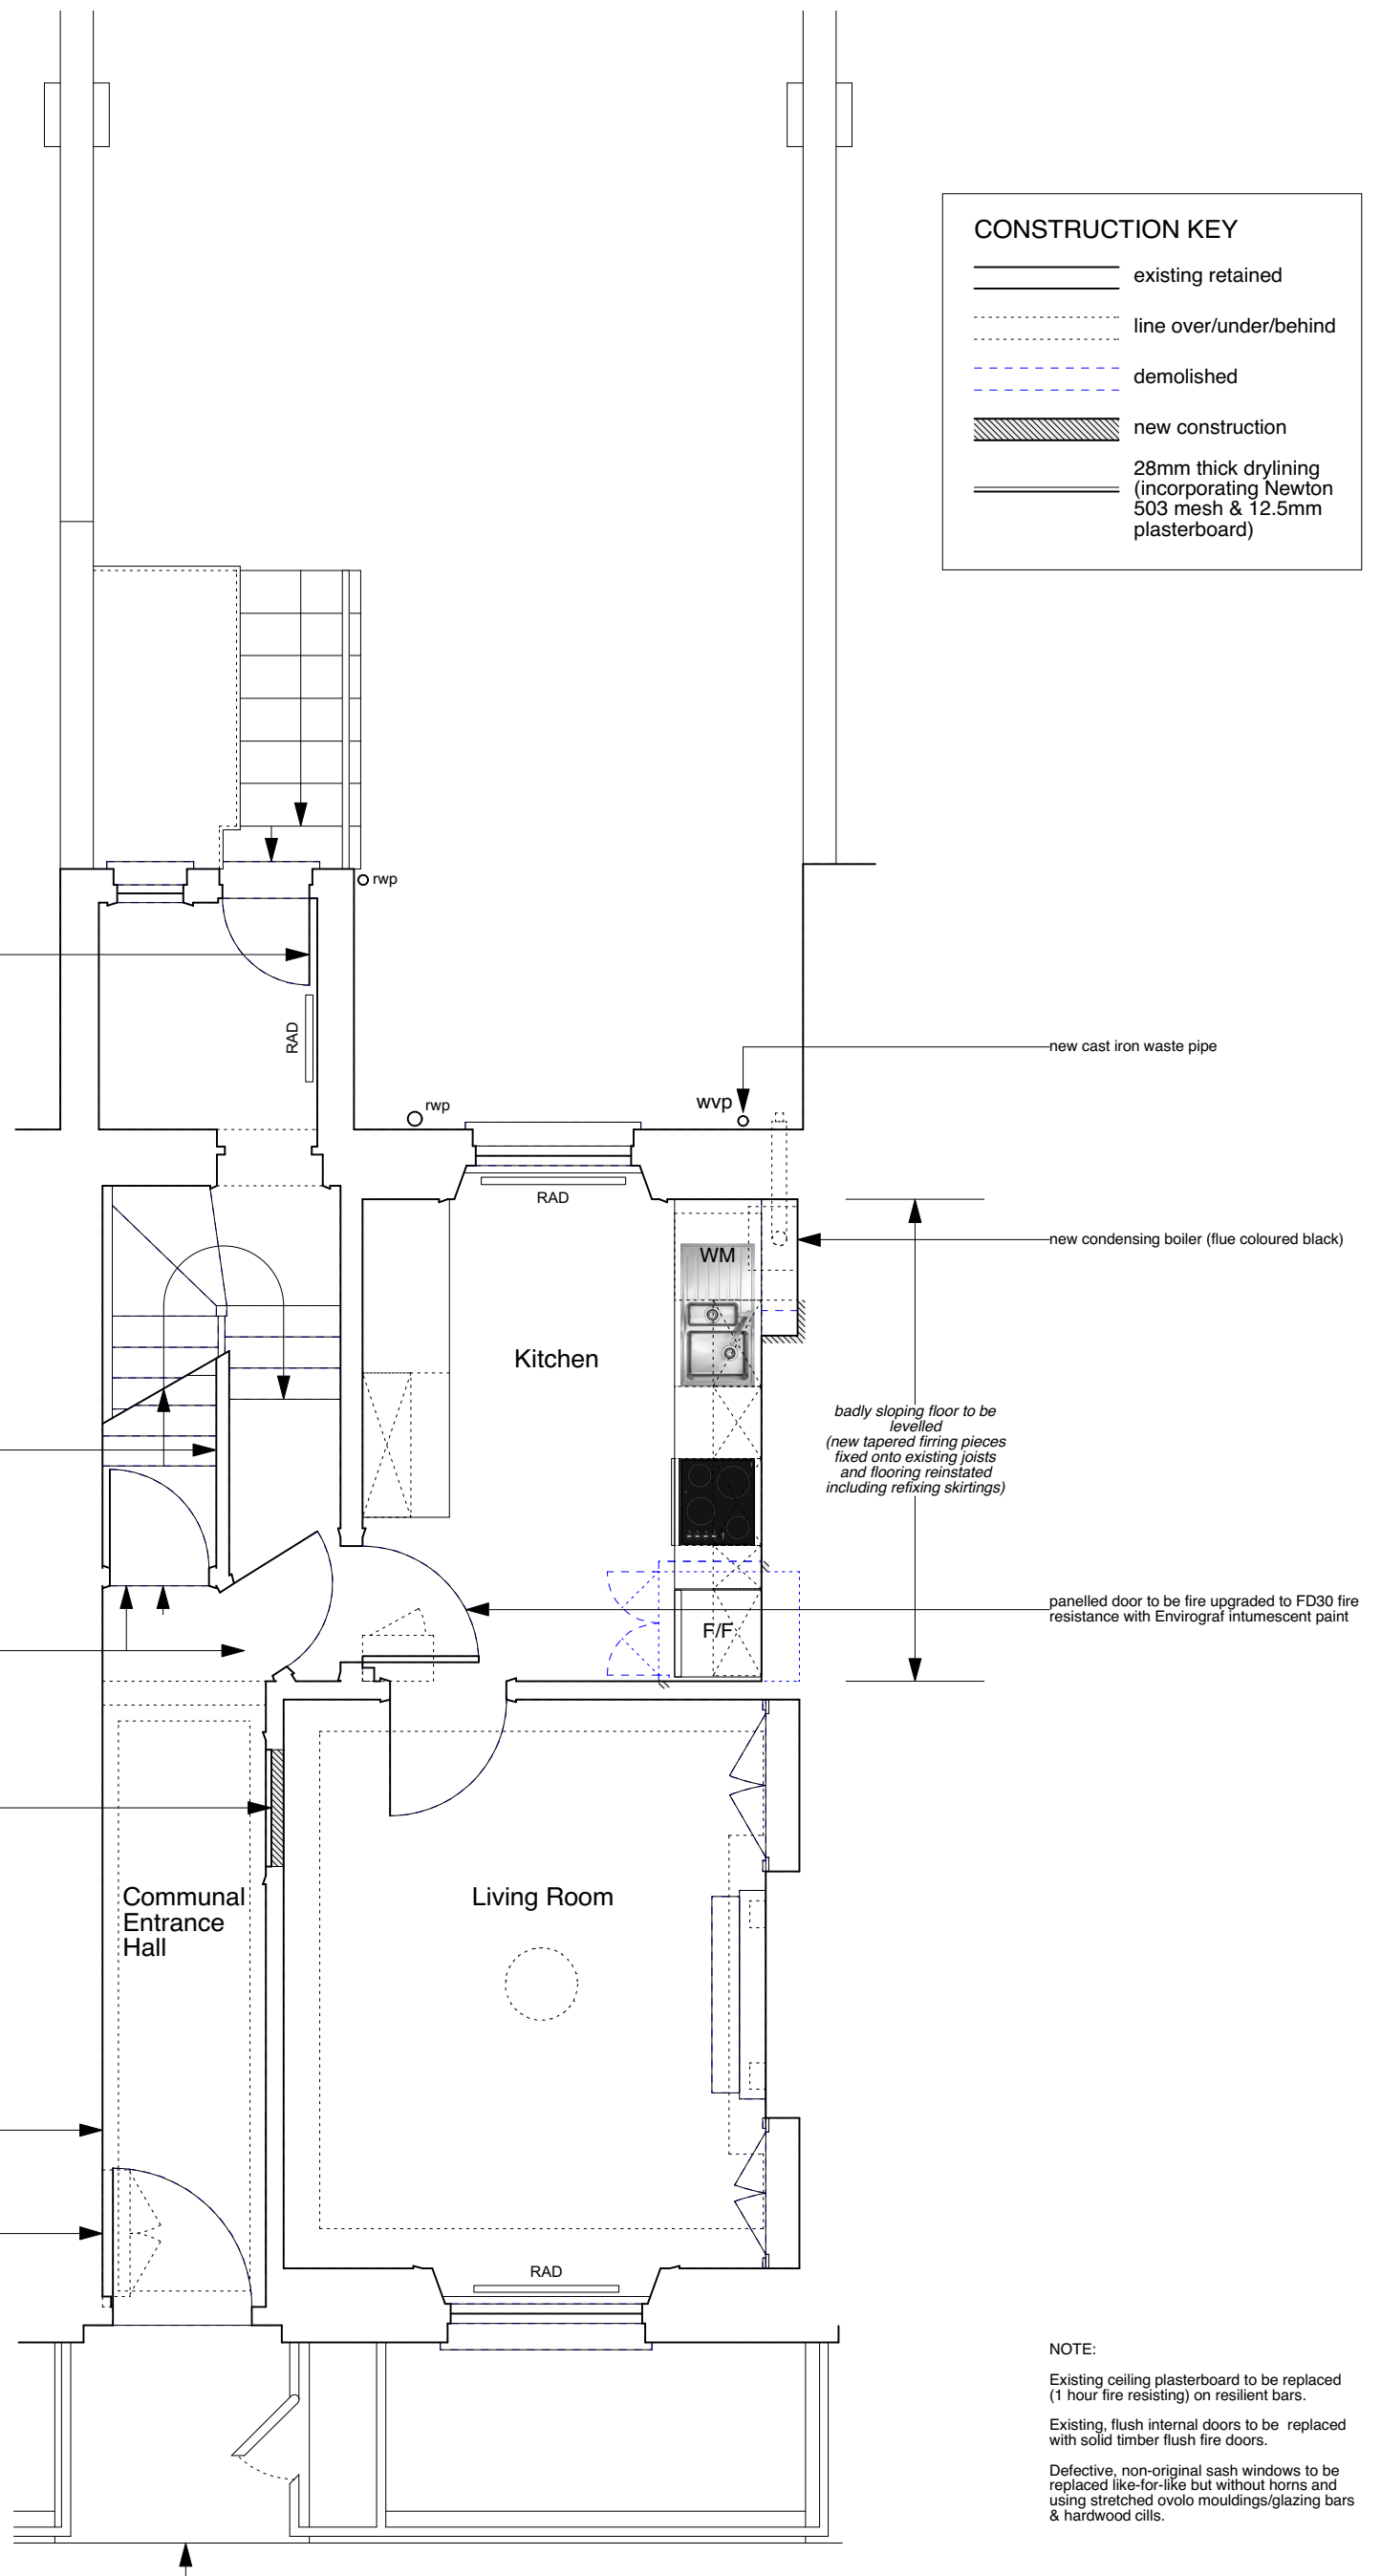 CONSTRUCTION KEY
existing retained
line over/under/behind
demolished
new construction
28mm thick drylining
(incorporating Newton
503 mesh & 12.5mm
plasterboard)
rwp
RAD
new cast iron waste pipe
rwp
wvp
RAD
WM
new condensing boiler (flue coloured black)
Kitchen
badly sloping floor to be
levelled
(new tapered firring pieces
fixed onto existing joists
and flooring reinstated
including refixing skirtings)
panelled door to be fire upgraded to FD30 fire
resistance with Envirograf intumescent paint
F/F
Communal
Entrance
Hall
Living Room
RAD
NOTE:
Existing ceiling plasterboard to be replaced
(1 hour fire resisting) on resilient bars.
Existing, flush internal doors to be replaced
with solid timber flush fire doors.
Defective, non-original sash windows to be
replaced like-for-like but without horns and
using stretched ovolo mouldings/glazing bars
& hardwood cills.